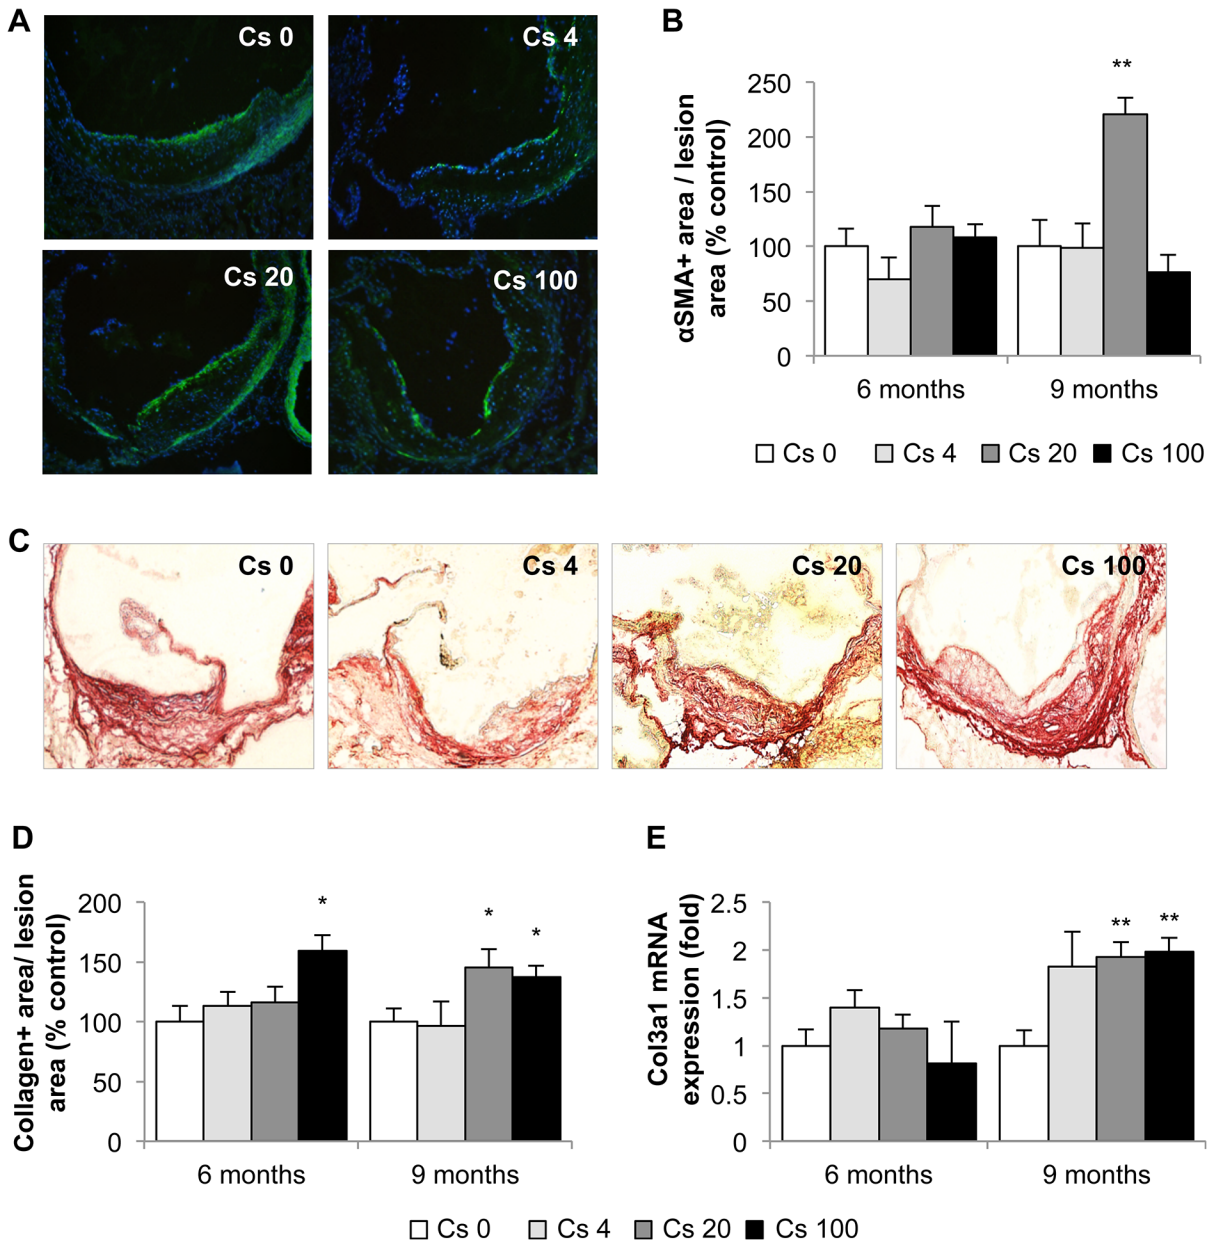 A
Cs 0
Cs 4
Cs 20
Cs 100
B
αSMA+ area / lesion
area (% control)
250
200
150
100
50
0
**
6 months
9 months
Cs 0
Cs 4
Cs 20
Cs 100
C
Cs 0
Cs 4
Cs 20
Cs 100
D
Collagen+ area/ lesion
area (% control)
200
150
100
50
0
*
*
*
6 months
9 months
E
Col3a1 mRNA
expression (fold)
2.5
2
1.5
1
0.5
0
**
**
6 months
9 months
Cs 0
Cs 4
Cs 20
Cs 100